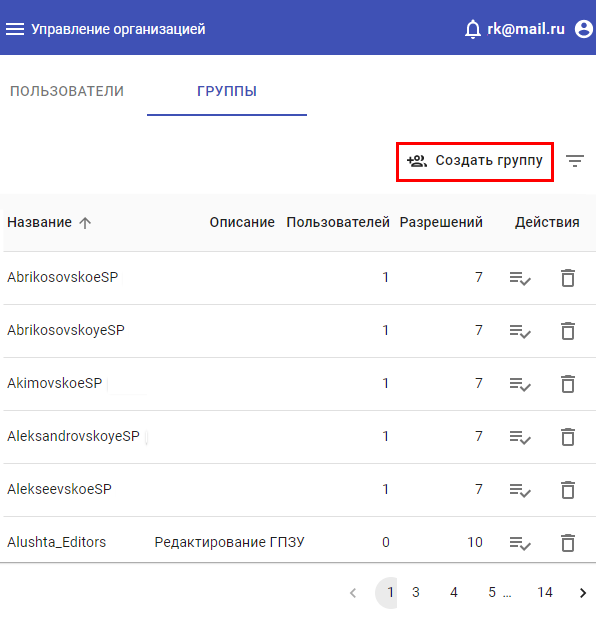 Управление организацией rk@mail.ru
ПОЛЬЗОВАТЕЛИ ГРУППЫ
Создать группу
Название Описание Пользователей Разрешений Действия
AbrikosovskoeSP 1 7
AbrikosovskoyeSP 1 7
AkimovskoeSP 1 7
AleksandrovskoyeSP 1 7
AlekseevskoeSP 1 7
Alushta_Editors Редактирование ГПЗУ 0 10
1 3 4 5 ... 14